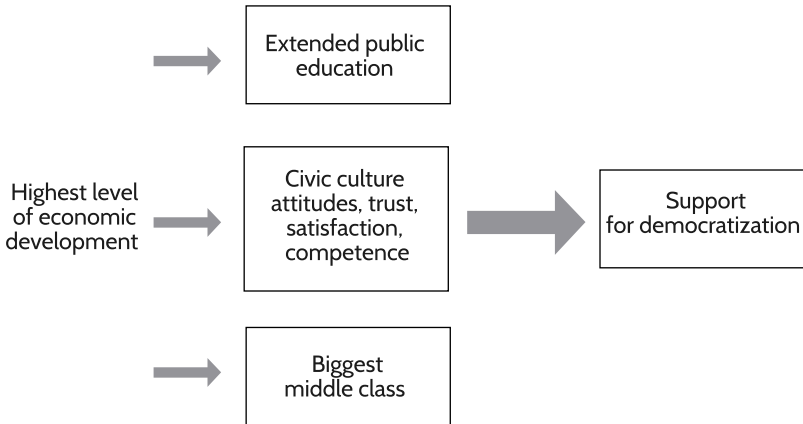 Extended public
education
Highest level
of economic
development
Civic culture
attitudes, trust,
satisfaction,
competence
Support
for democratization
Biggest
middle class